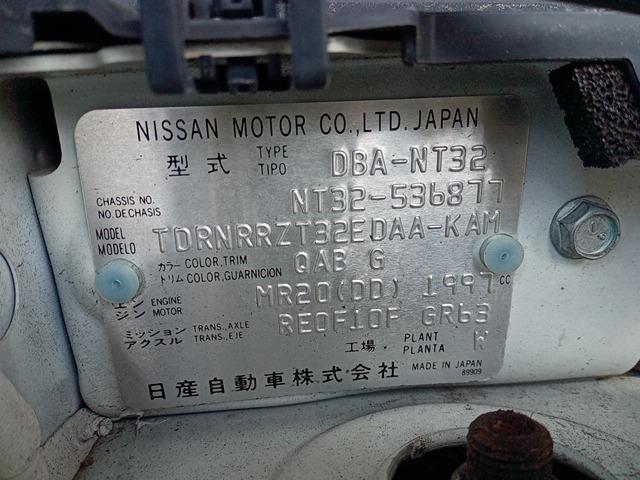 NISSAN MOTOR CO.,LTD. JAPAN
型式 TYPE TIPO DBA-NT32
CHASSIS NO. NO.DE CHASIS NT32-536877
MODEL MODELO TDRNRRZT32EDAA-KAM
カラー COLOR,TRIM トリム COLOR,GUARNICION QAB G
エンジン ENGINE MOTOR MR20(DD) 1997 CC
ミッション アクスル TRANS.,AXLE TRANS.,EJE RE0F10F GR63
工場 PLANT PLANTA W
日産自動車株式会社 MADE IN JAPAN
89909